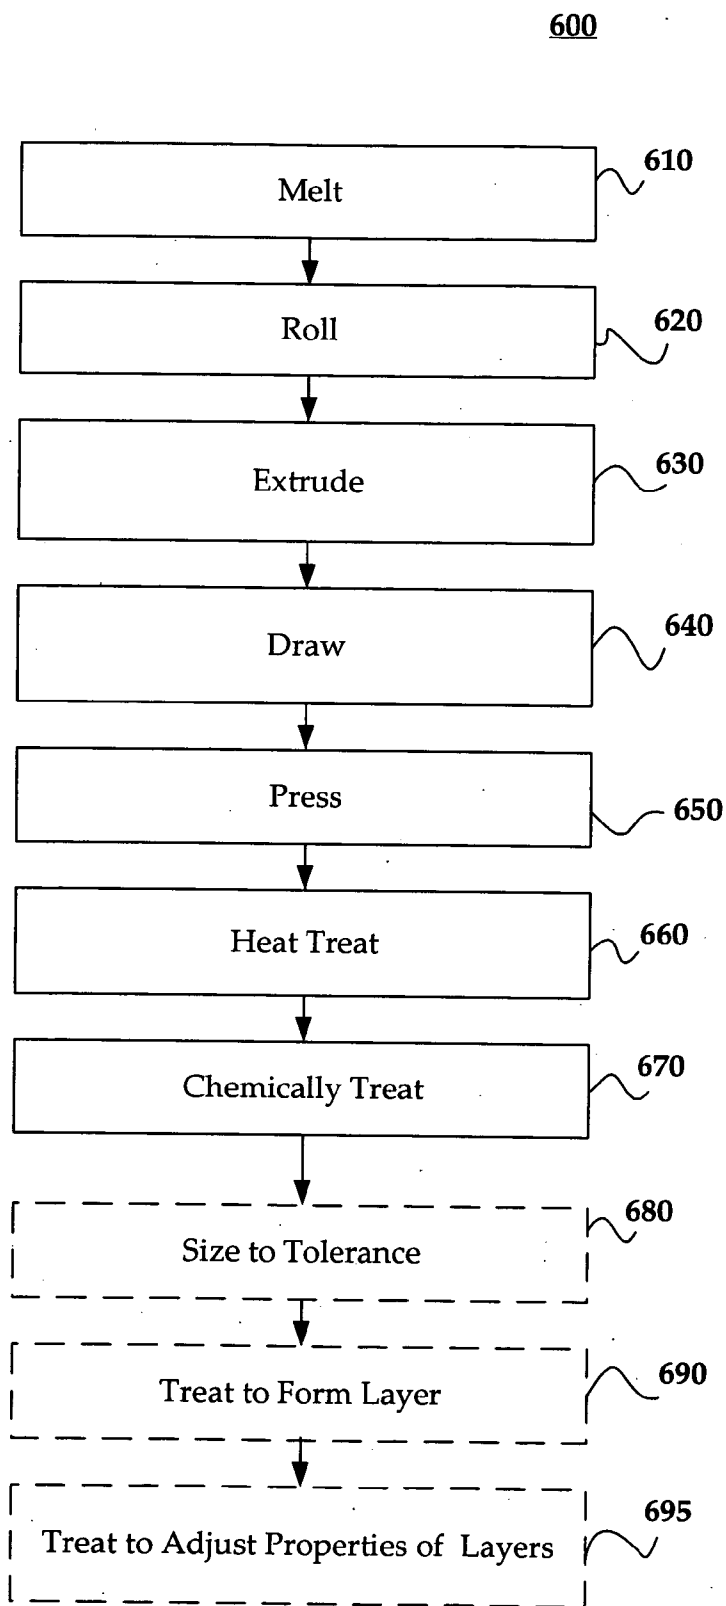 600
Melt
610
Roll
620
Extrude
630
Draw
640
Press
650
Heat Treat
660
Chemically Treat
670
Size to Tolerance
680
Treat to Form Layer
690
Treat to Adjust Properties of Layers
695